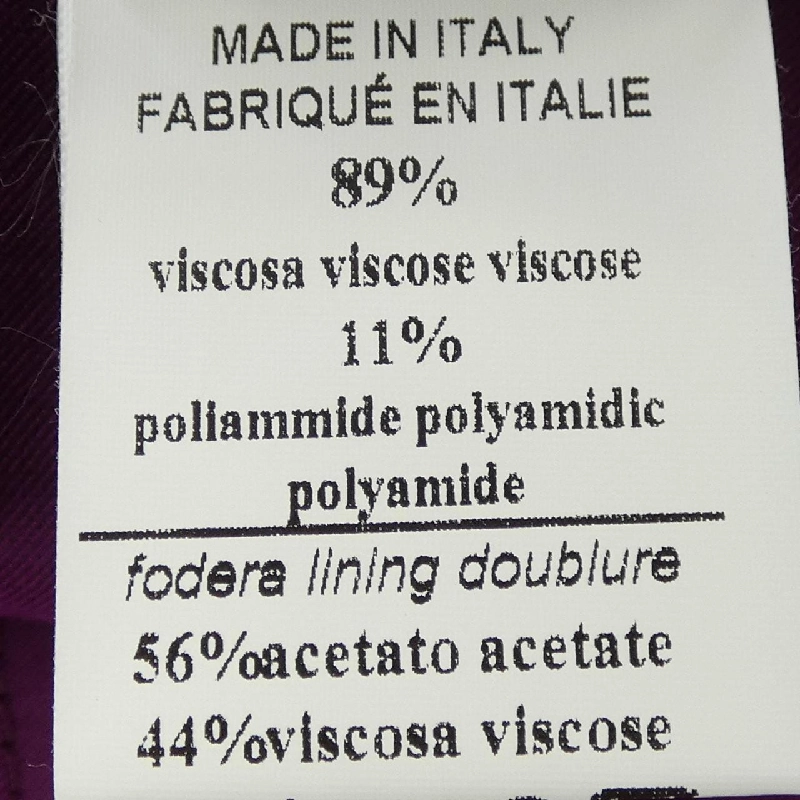 MADE IN ITALY
FABRIQUÉ EN ITALIE
89%
viscosa viscose viscose
11%
poliammide polyamidic
polyamide
fodera lining doublure
56%acetato acetate
44%viscosa viscose